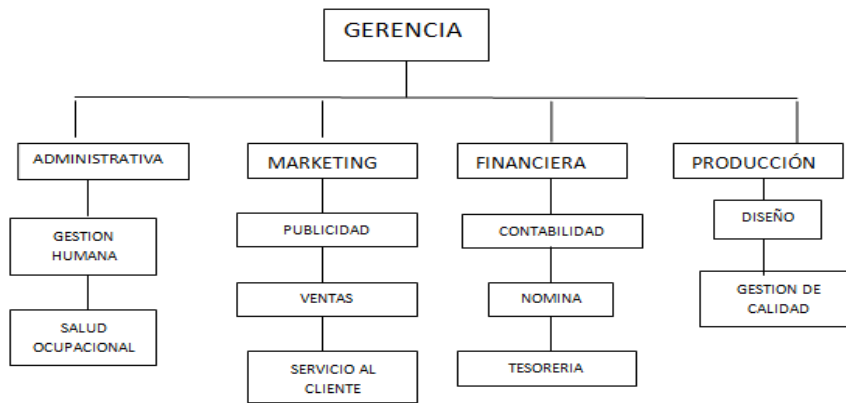 GERENCIA
ADMINISTRATIVA
MARKETING
FINANCIERA
PRODUCCIÓN
GESTION
HUMANA
PUBLICIDAD
CONTABILIDAD
DISEÑO
SALUD
OCUPACIONAL
VENTAS
NOMINA
GESTION DE
CALIDAD
SERVICIO AL
CLIENTE
TESORERIA